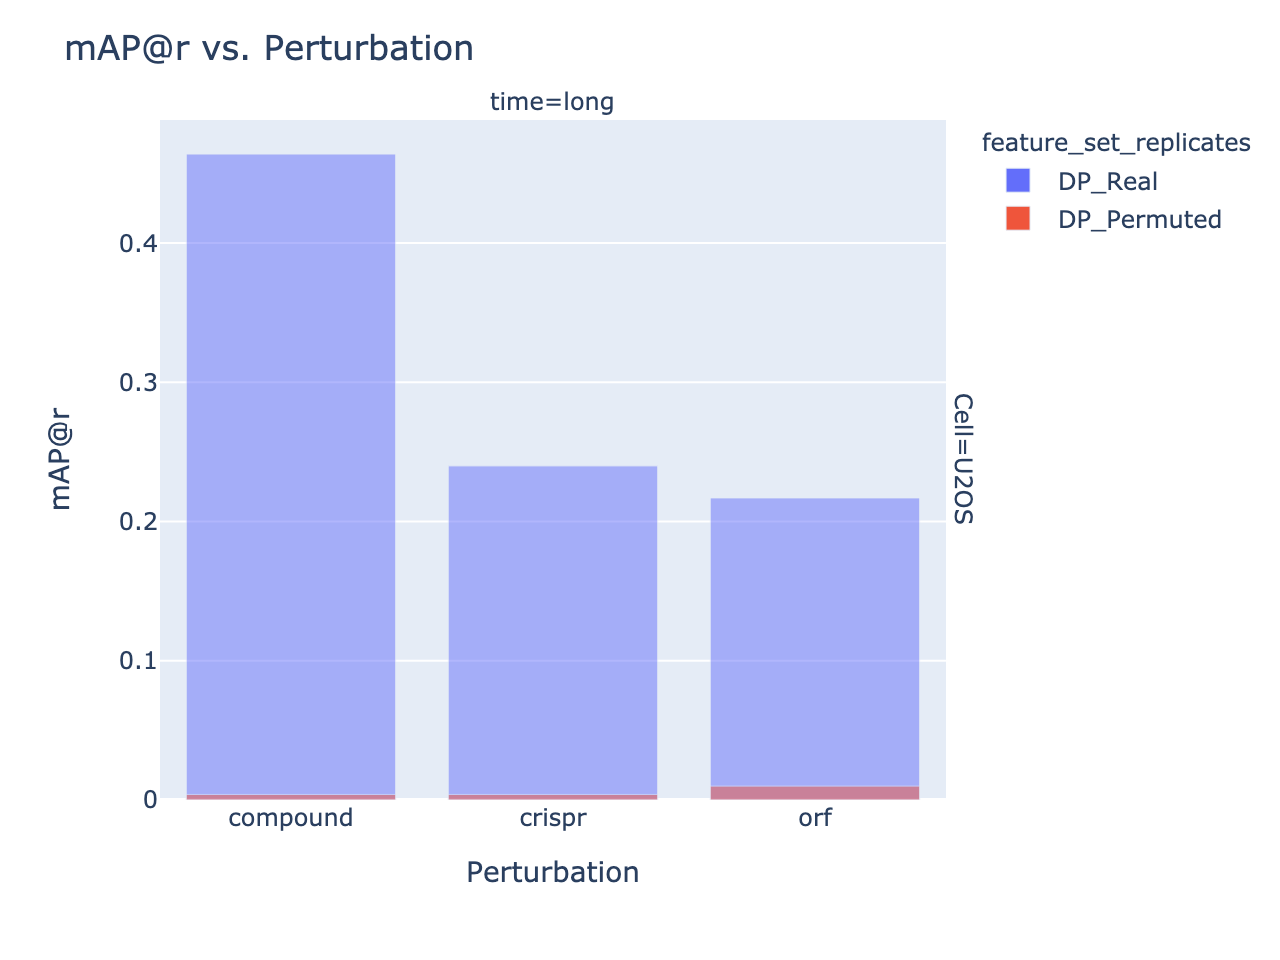 mAP@r vs. Perturbation
time=long
feature_set_replicates
DP_Real
DP_Permuted
0.4
0.3
0.2
0.1
0
mAP@r
Cell=U2OS
compound
crispr
orf
Perturbation